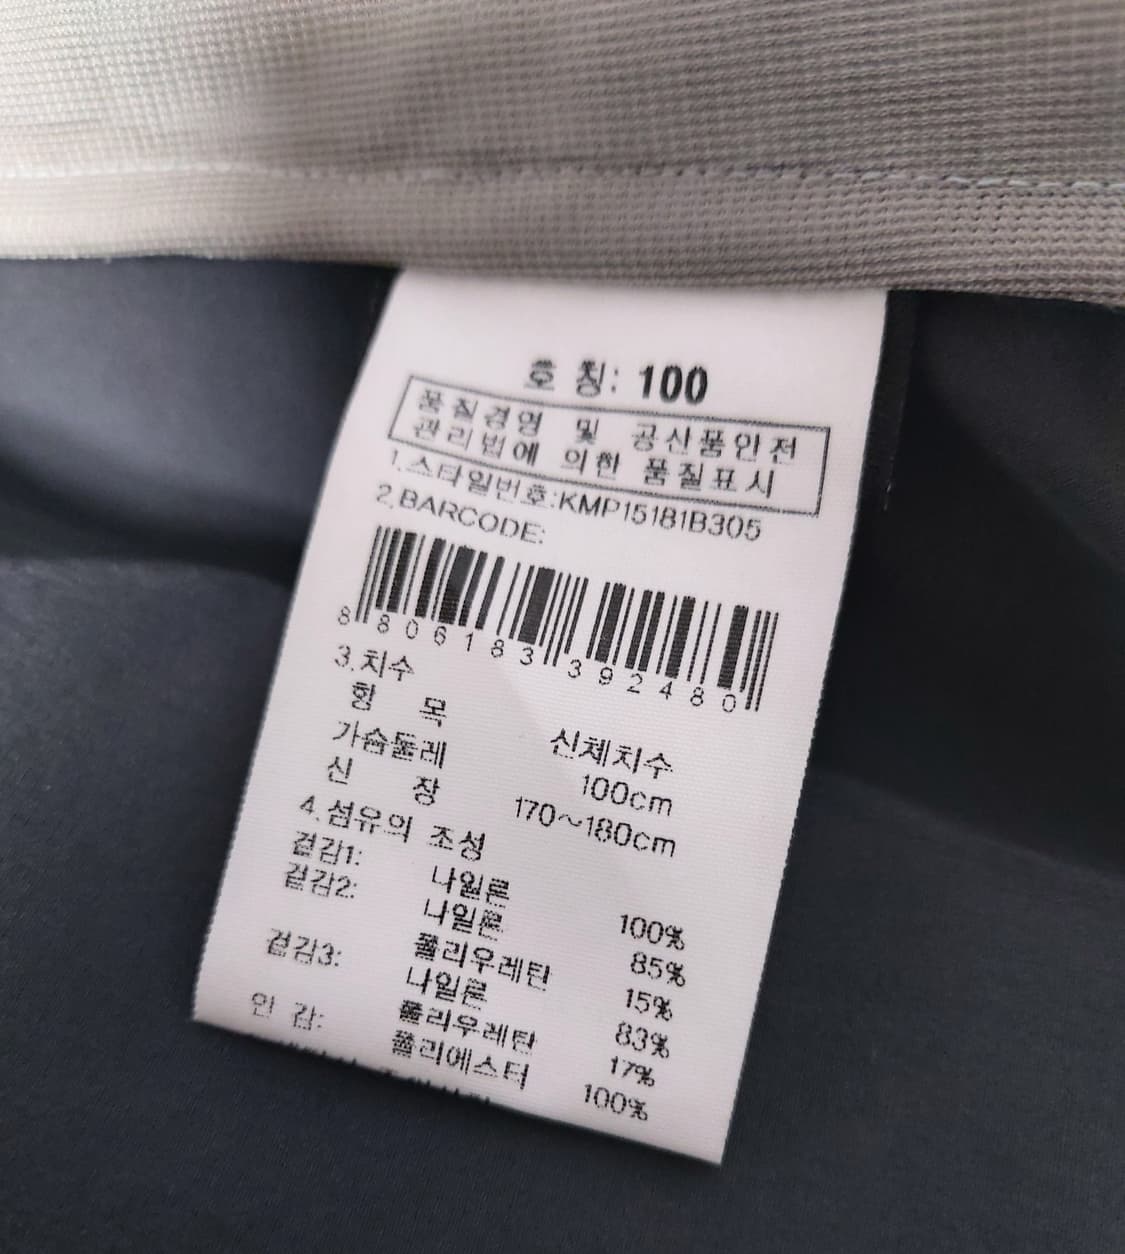 호 칭: 100
품질경영 및 공산품안전
관리법에 의한 품질표시
1.스타일번호:KMP15181B305
2.BARCODE:
8806183392480
3.치수
항 목 신체치수
가슴둘레 100cm
신 장 170~180cm
4.섬유의 조성
겉감1: 나일론 100%
겉감2: 나일론 85%
폴리우레탄 15%
겉감3: 나일론 83%
폴리우레탄 17%
안 감: 폴리에스터 100%